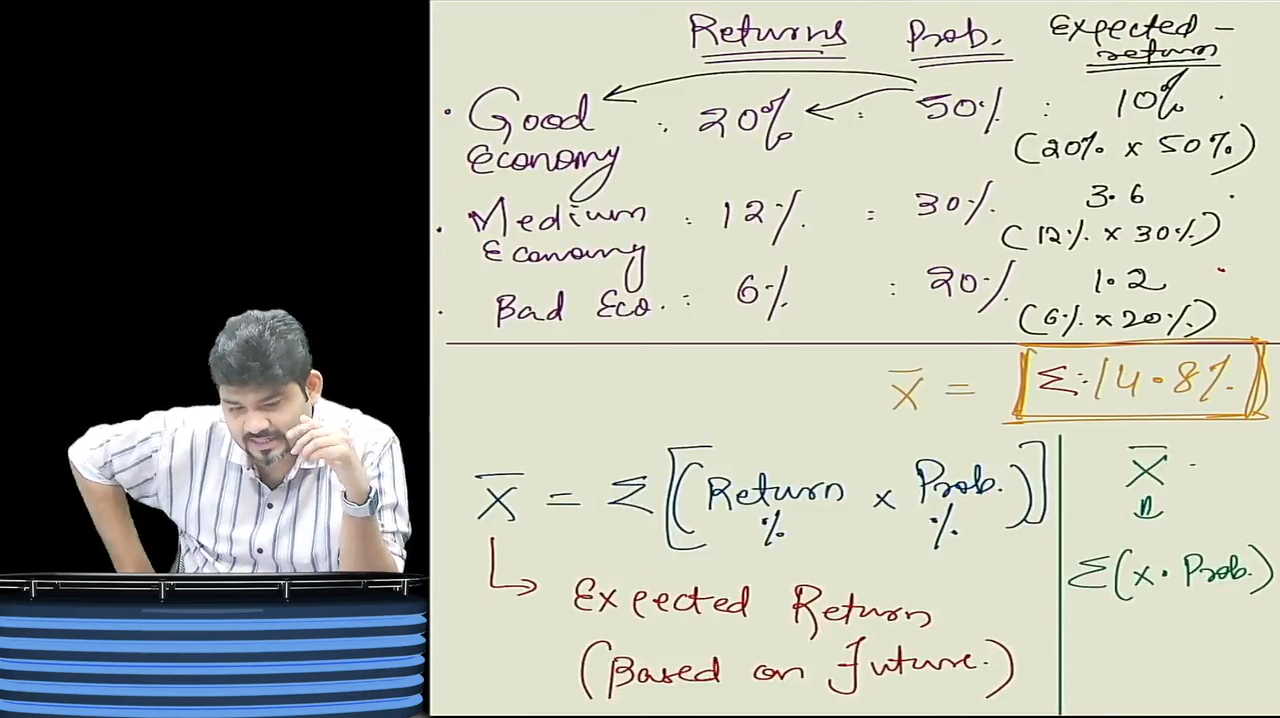 Returns Prob. Expected return
• Good Economy : 20% : 50% : 10%
(20% x 50%)
• Medium Economy : 12% : 30% 3.6
(12% x 30%)
• Bad Eco. : 6% : 20% 1.2
(6% x 20%)
x̄ = Σ: 14.8%
x̄ = Σ[(Return x Prob.)]
% %
Expected Return
(Based on Future.)
x̄
Σ(x. Prob.)